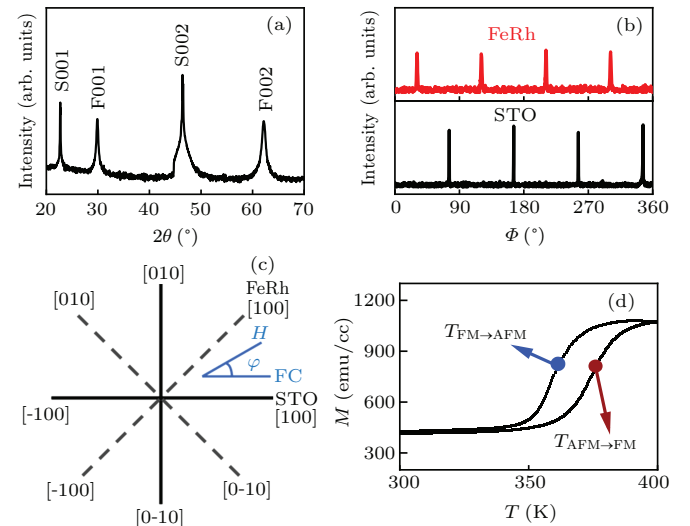 (a)
Intensity (arb. units)
S001
F001
S002
F002
20 30 40 50 60 70
2θ (°)
(b)
Intensity (arb. units)
FeRh
STO
0 90 180 270 360
Φ (°)
(c)
[010]
[010]
FeRh
[100]
H
φ
FC
[-100]
STO
[100]
[-100]
[0-10]
[0-10]
(d)
M (emu/cc)
1200
900
600
300
TFM→AFM
TAFM→FM
300 350 400
T (K)